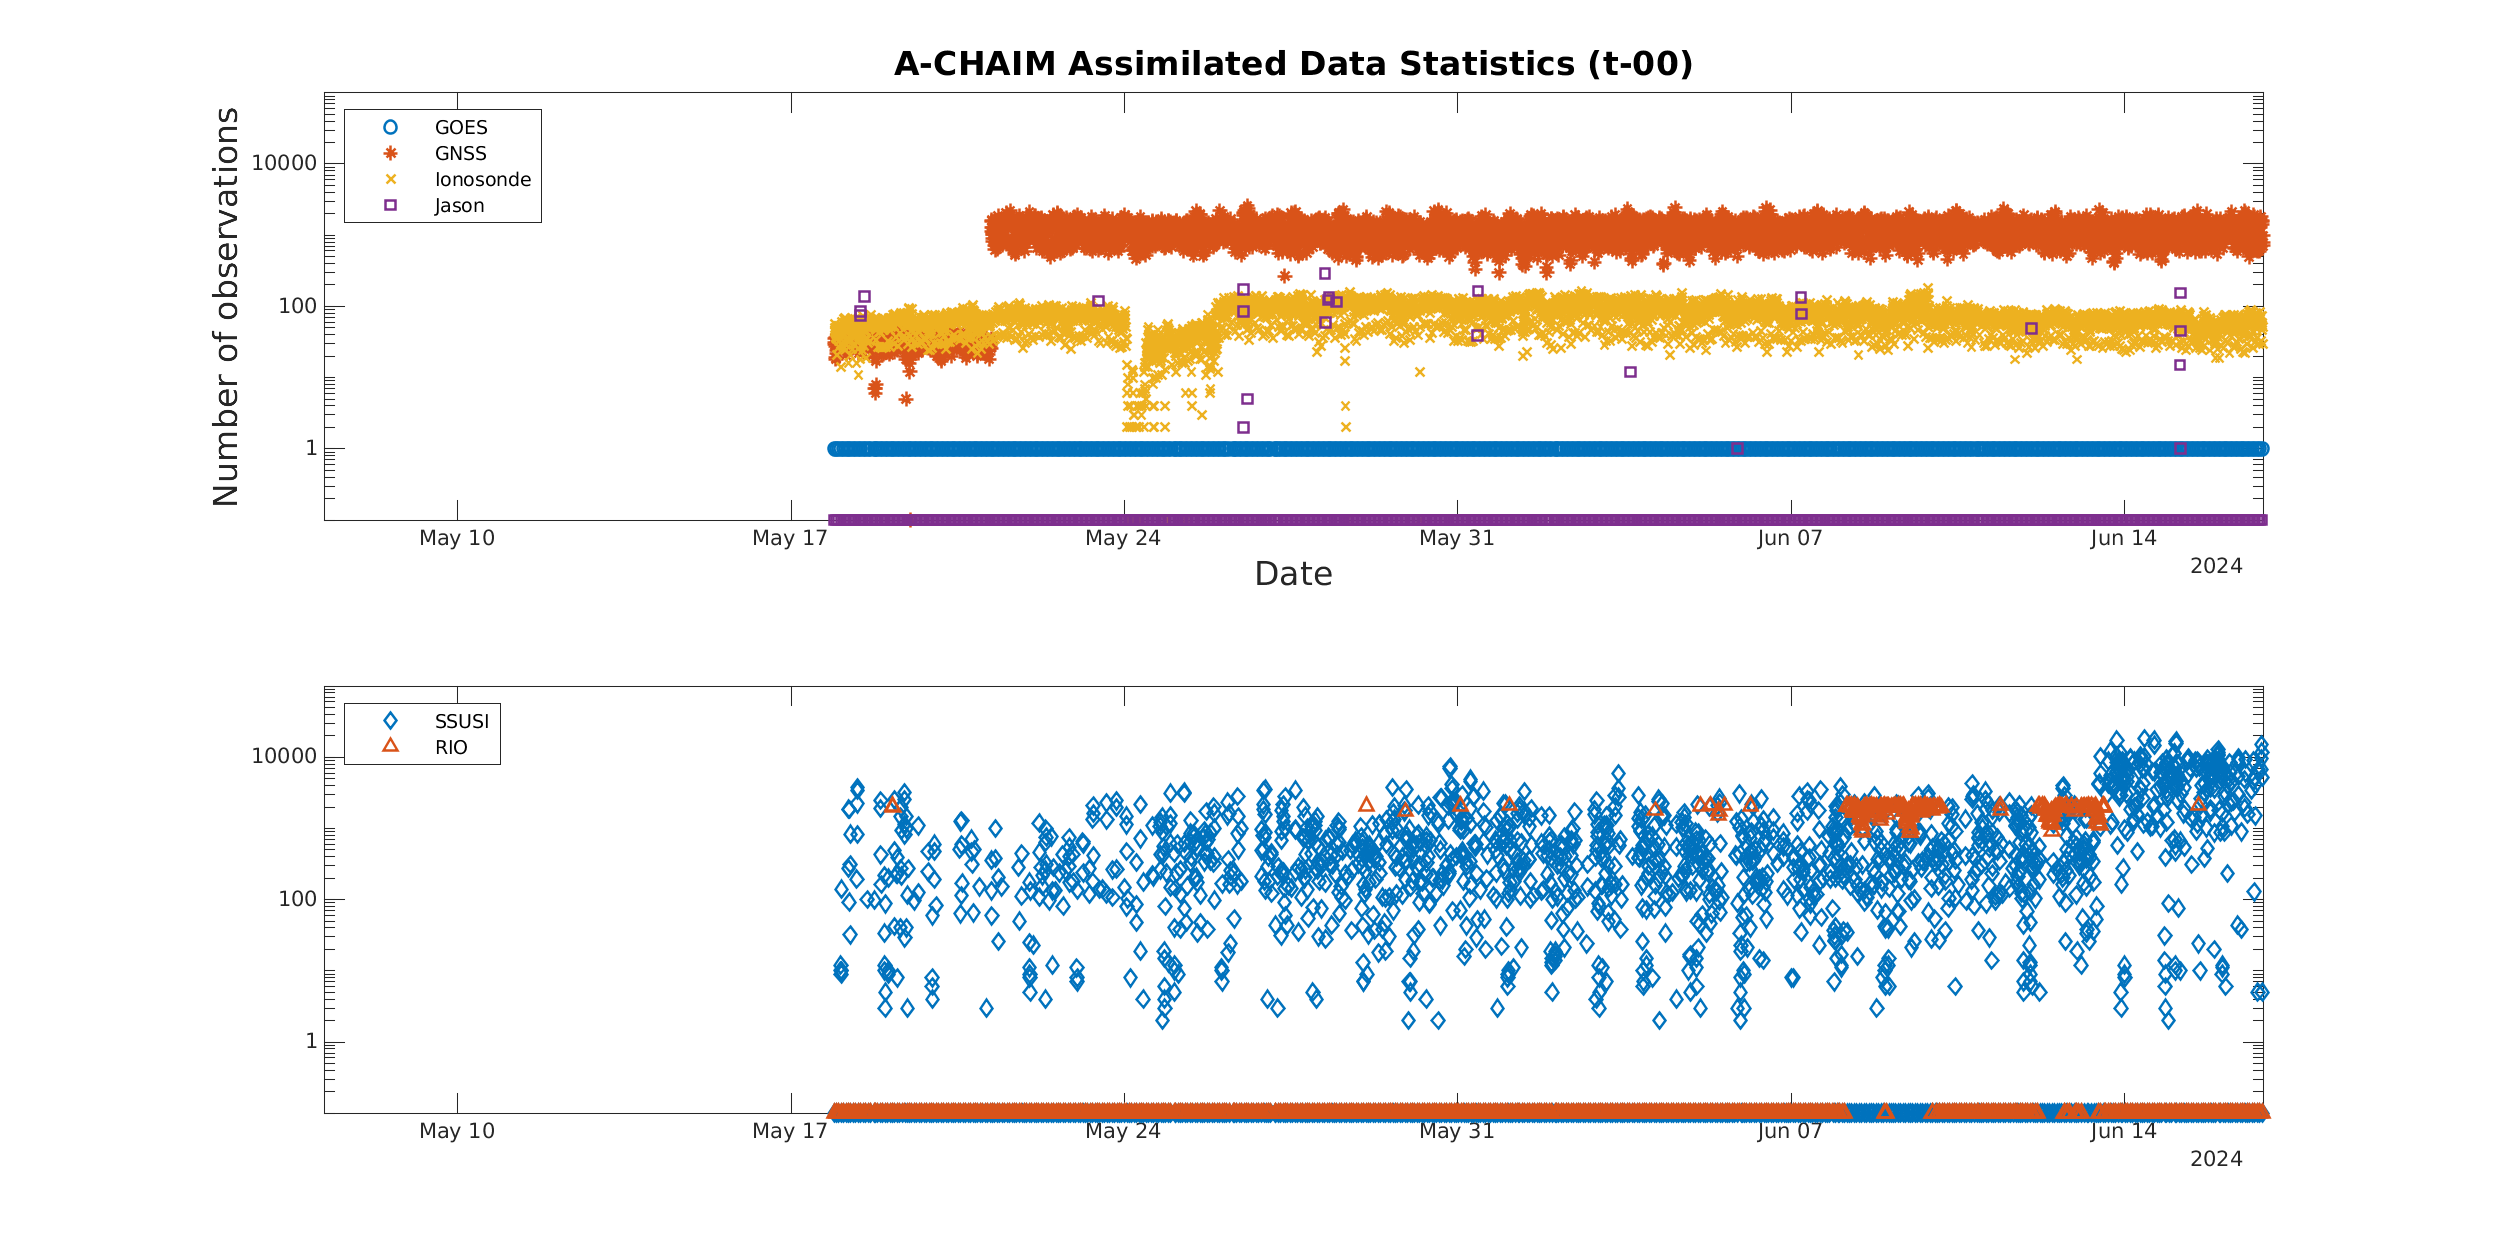 A-CHAIM Assimilated Data Statistics (t-00)
Number of observations
10000
100
1
GOES
GNSS
Ionosonde
Jason
May 10
May 17
May 24
May 31
Jun 07
Jun 14
2024
Date
10000
100
1
SSUSI
RIO
May 10
May 17
May 24
May 31
Jun 07
Jun 14
2024